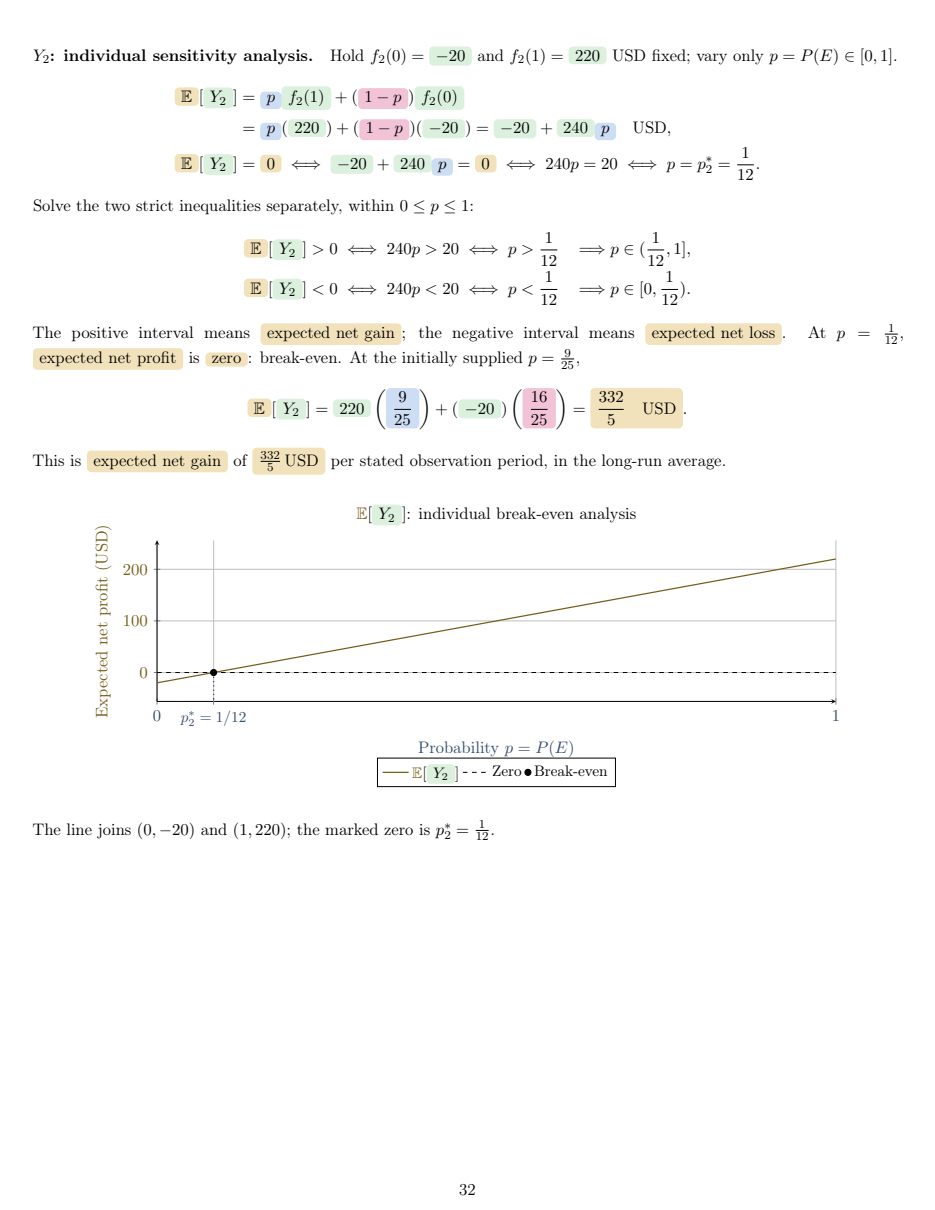 Y₂: individual sensitivity analysis. Hold f₂(0) = −20 and f₂(1) = 220 USD fixed; vary only p = P(E) ∈ [0, 1].
𝔼[Y₂] = p f₂(1) + (1 − p) f₂(0)
= p(220) + (1 − p)(−20) = −20 + 240 p USD,
𝔼[Y₂] = 0 ⟺ −20 + 240 p = 0 ⟺ 240p = 20 ⟺ p = p₂* = 1/12.
Solve the two strict inequalities separately, within 0 ≤ p ≤ 1:
𝔼[Y₂] > 0 ⟺ 240p > 20 ⟺ p > 1/12 ⟹ p ∈ (1/12, 1],
𝔼[Y₂] < 0 ⟺ 240p < 20 ⟺ p < 1/12 ⟹ p ∈ [0, 1/12).
The positive interval means expected net gain; the negative interval means expected net loss. At p = 1/12,
expected net profit is zero: break-even. At the initially supplied p = 9/25,
𝔼[Y₂] = 220 (9/25) + (−20) (16/25) = 332/5 USD.
This is expected net gain of 332/5 USD per stated observation period, in the long-run average.
𝔼[Y₂]: individual break-even analysis
Expected net profit (USD)
200
100
0
0 p₂* = 1/12 1
Probability p = P(E)
𝔼[Y₂] Zero Break-even
The line joins (0, −20) and (1, 220); the marked zero is p₂* = 1/12.
32